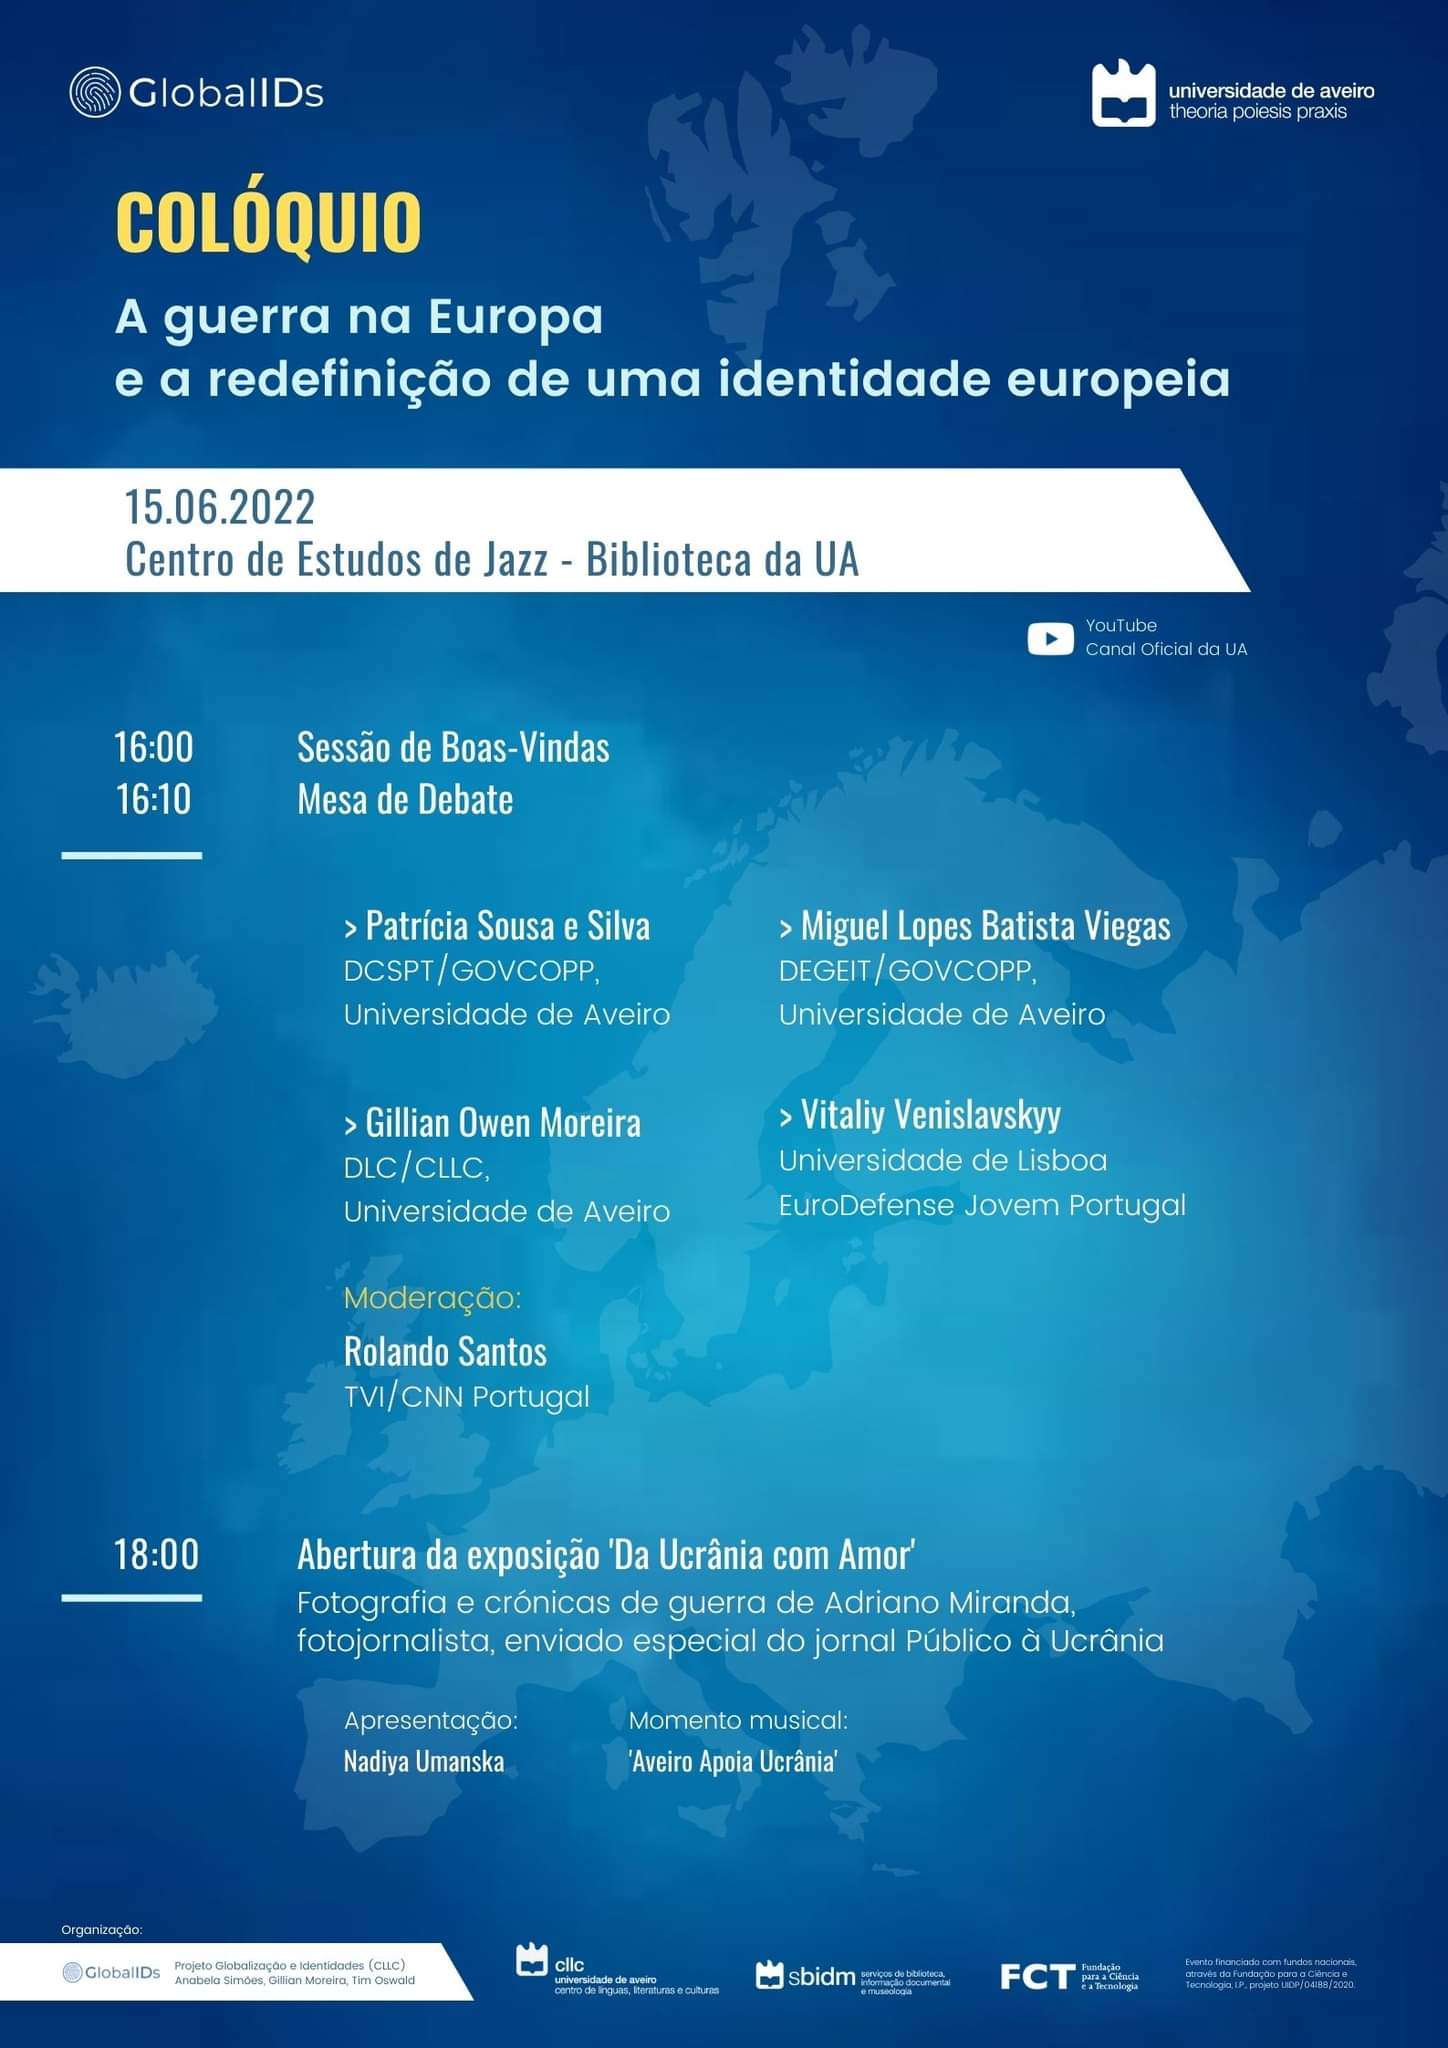 GlobalIDs
universidade de aveiro
theoria poiesis praxis
COLÓQUIO
A guerra na Europa
e a redefinição de uma identidade europeia
15.06.2022
Centro de Estudos de Jazz - Biblioteca da UA
YouTube
Canal Oficial da UA
16:00 Sessão de Boas-Vindas
16:10 Mesa de Debate
> Patrícia Sousa e Silva
DCSPT/GOVCOPP,
Universidade de Aveiro
> Miguel Lopes Batista Viegas
DEGEIT/GOVCOPP,
Universidade de Aveiro
> Gillian Owen Moreira
DLC/CLLC,
Universidade de Aveiro
> Vitaliy Venislavskyy
Universidade de Lisboa
EuroDefense Jovem Portugal
Moderação:
Rolando Santos
TVI/CNN Portugal
18:00 Abertura da exposição 'Da Ucrânia com Amor'
Fotografia e crónicas de guerra de Adriano Miranda,
fotojornalista, enviado especial do jornal Público à Ucrânia
Apresentação:
Nadiya Umanska
Momento musical:
'Aveiro Apoia Ucrânia'
Organização:
GlobalIDs
Projeto Globalização e Identidades (CLLC)
Anabela Simões, Gillian Moreira, Tim Oswald
cllc
universidade de aveiro
centro de línguas, literaturas e culturas
sbidm
serviços de biblioteca,
informação documental
e museologia
FCT
Fundação
para a Ciência
e a Tecnologia
Evento financiado com fundos nacionais,
através da Fundação para a Ciência e
Tecnologia, I.P., projeto UIDP/04188/2020.